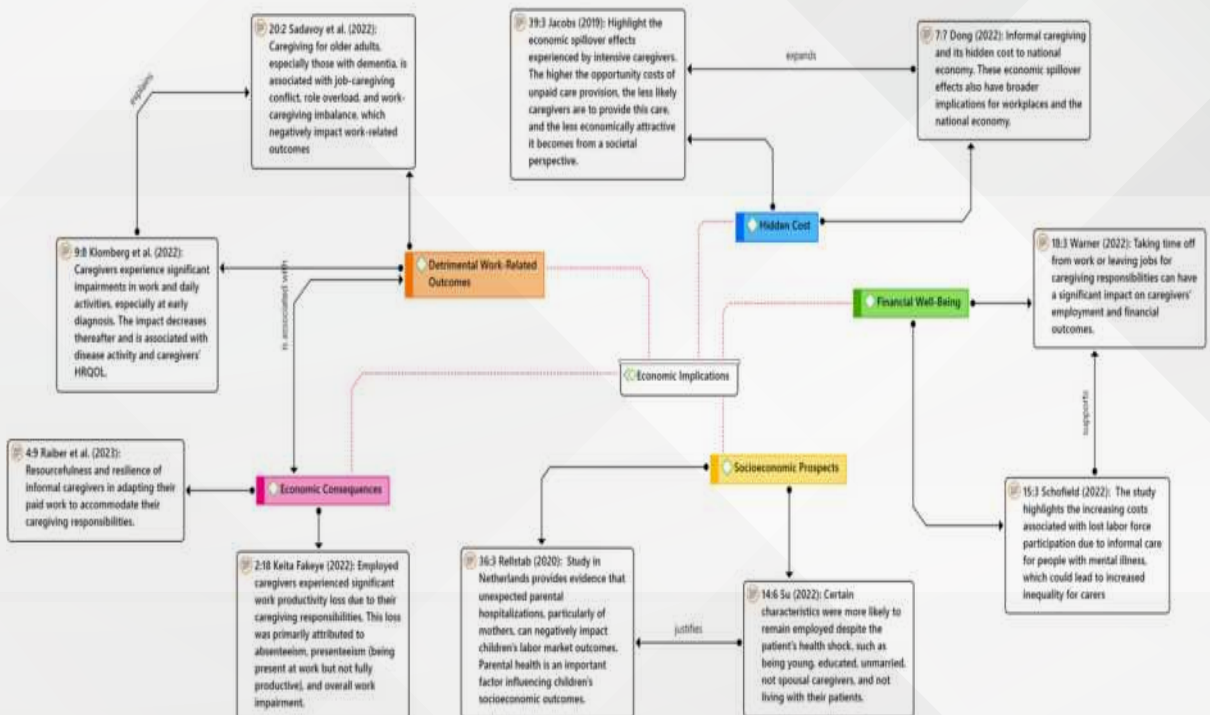 20:2 Sadavoy et al. (2022):
Caregiving for older adults,
especially those with dementia, is
associated with job-caregiving
conflict, role overload, and work-
caregiving imbalance, which
negatively impact work-related
outcomes
39:3 Jacobs (2019): Highlight the
economic spillover effects
experienced by intensive caregivers.
The higher the opportunity costs of
unpaid care provision, the less likely
caregivers are to provide this care,
and the less economically attractive
it becomes from a societal
perspective.
expands
7:7 Dong (2022): Informal caregiving
and its hidden cost to national
economy. These economic spillover
effects also have broader
implications for workplaces and the
national economy.
explains
Hidden Cost
9:8 Klomberg et al. (2022):
Caregivers experience significant
impairments in work and daily
activities, especially at early
diagnosis. The impact decreases
thereafter and is associated with
disease activity and caregivers'
HRQOL.
Detrimental Work-Related
Outcomes
is associated with
18:3 Warner (2022): Taking time off
from work or leaving jobs for
caregiving responsibilities can have
a significant impact on caregivers'
employment and financial
outcomes.
Financial Well-Being
Economic Implications
supports
4:9 Raiber et al. (2023):
Resourcefulness and resilience of
informal caregivers in adapting their
paid work to accommodate their
caregiving responsibilities.
Economic Consequences
Socioeconomic Prospects
15:3 Schofield (2022): The study
highlights the increasing costs
associated with lost labor force
participation due to informal care
for people with mental illness,
which could lead to increased
inequality for carers
2:18 Keita Fakeye (2022): Employed
caregivers experienced significant
work productivity loss due to their
caregiving responsibilities. This loss
was primarily attributed to
absenteeism, presenteeism (being
present at work but not fully
productive), and overall work
impairment.
36:3 Rellstab (2020): Study in
Netherlands provides evidence that
unexpected parental
hospitalizations, particularly of
mothers, can negatively impact
children's labor market outcomes.
Parental health is an important
factor influencing children's
socioeconomic outcomes.
justifies
14:6 Su (2022): Certain
characteristics were more likely to
remain employed despite the
patient's health shock, such as
being young, educated, unmarried,
not spousal caregivers, and not
living with their patients.